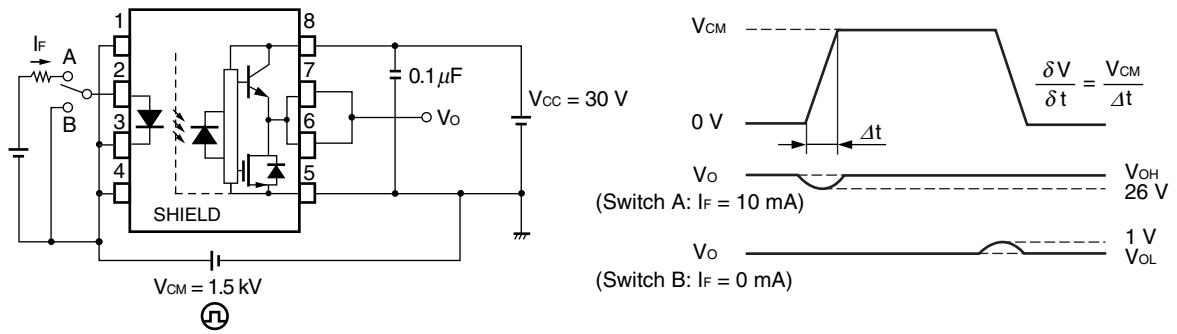 1
8
IF
A
2
7
0.1 μF
VCC = 30 V
B
VO
3
6
4
5
SHIELD
VCM = 1.5 kV
VCM
δV
δt
=
VCM
Δt
0 V
Δt
VO
VOH
26 V
(Switch A: IF = 10 mA)
1 V
VO
VOL
(Switch B: IF = 0 mA)